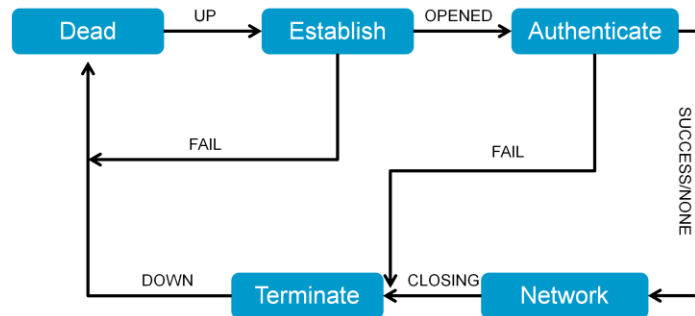 Dead
UP
Establish
OPENED
Authenticate
FAIL
FAIL
SUCCESS/NONE
DOWN
Terminate
CLOSING
Network